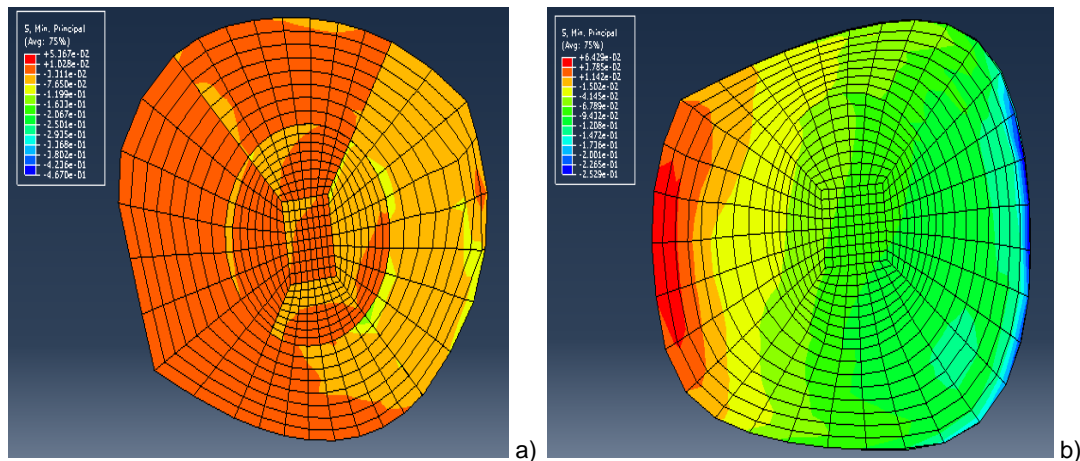 S, Min. Principal
(Avg: 75%)
+5.367e-02
+1.028e-02
-3.311e-02
-7.650e-02
-1.199e-01
-1.633e-01
-2.067e-01
-2.501e-01
-2.935e-01
-3.368e-01
-3.802e-01
-4.236e-01
-4.670e-01
a)
S, Min. Principal
(Avg: 75%)
+6.429e-02
+3.785e-02
+1.142e-02
-1.502e-02
-4.145e-02
-6.789e-02
-9.432e-02
-1.208e-01
-1.472e-01
-1.736e-01
-2.001e-01
-2.265e-01
-2.529e-01
b)